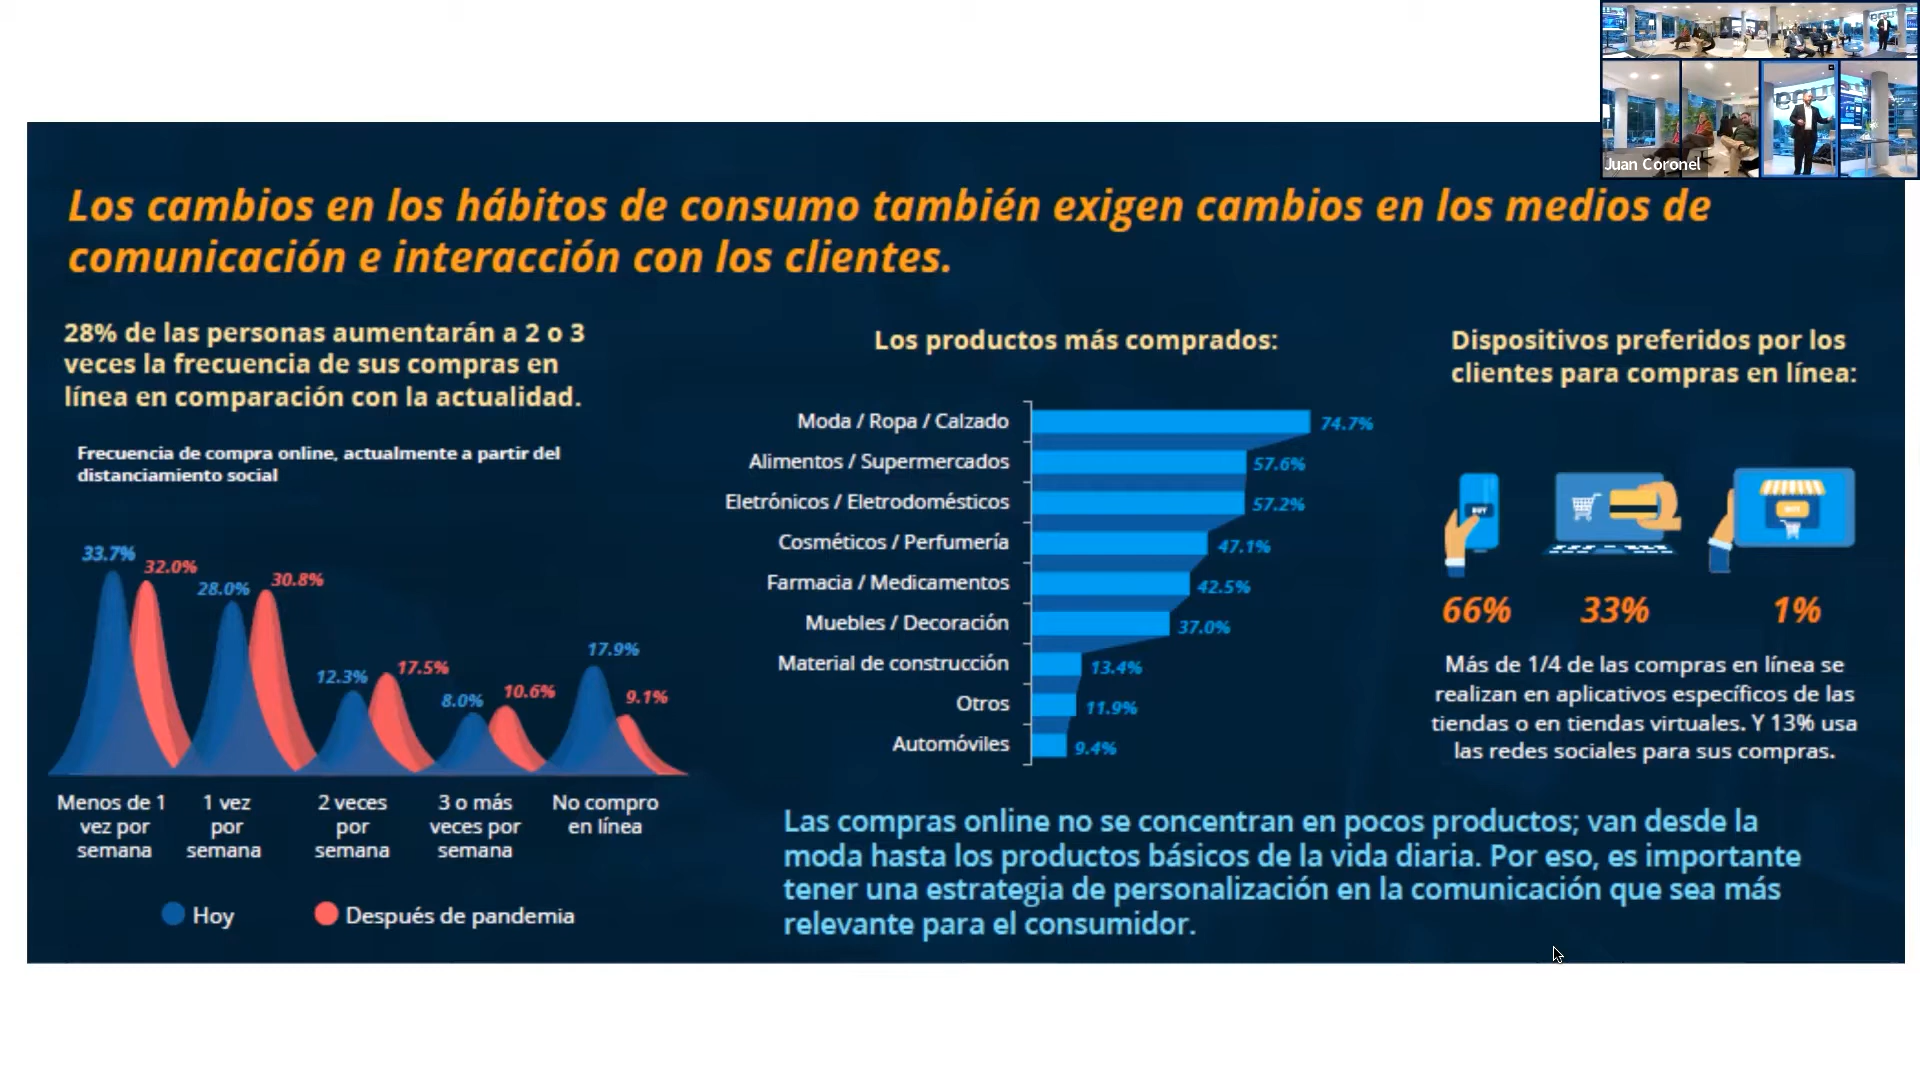 Juan Coronel
Los cambios en los hábitos de consumo también exigen cambios en los medios de
comunicación e interacción con los clientes.
28% de las personas aumentarán a 2 o 3
veces la frecuencia de sus compras en
línea en comparación con la actualidad.
Frecuencia de compra online, actualmente a partir del
distanciamiento social
33.7%
32.0%
28.0%
30.8%
12.3%
17.5%
8.0%
10.6%
17.9%
9.1%
Menos de 1
vez por
semana
1 vez
por
semana
2 veces
por
semana
3 o más
veces por
semana
No compro
en línea
Hoy
Después de pandemia
Los productos más comprados:
Moda / Ropa / Calzado 74.7%
Alimentos / Supermercados 57.6%
Eletrónicos / Eletrodomésticos 57.2%
Cosméticos / Perfumería 47.1%
Farmacia / Medicamentos 42.5%
Muebles / Decoración 37.0%
Material de construcción 13.4%
Otros 11.9%
Automóviles 9.4%
Dispositivos preferidos por los
clientes para compras en línea:
BUY
BUY
66% 33% 1%
Más de 1/4 de las compras en línea se
realizan en aplicativos específicos de las
tiendas o en tiendas virtuales. Y 13% usa
las redes sociales para sus compras.
Las compras online no se concentran en pocos productos; van desde la
moda hasta los productos básicos de la vida diaria. Por eso, es importante
tener una estrategia de personalización en la comunicación que sea más
relevante para el consumidor.